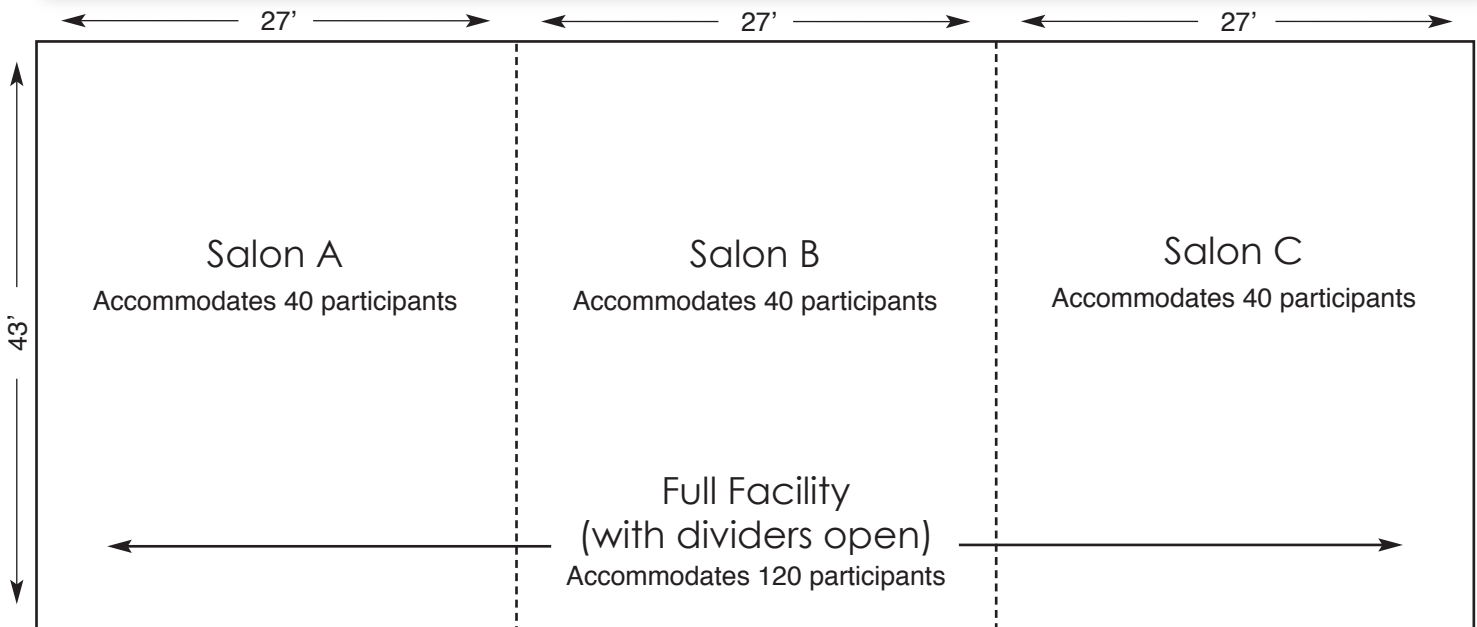 27’
27’
27’
43’
Salon A
Accommodates 40 participants
Salon B
Accommodates 40 participants
Salon C
Accommodates 40 participants
Full Facility
(with dividers open)
Accommodates 120 participants